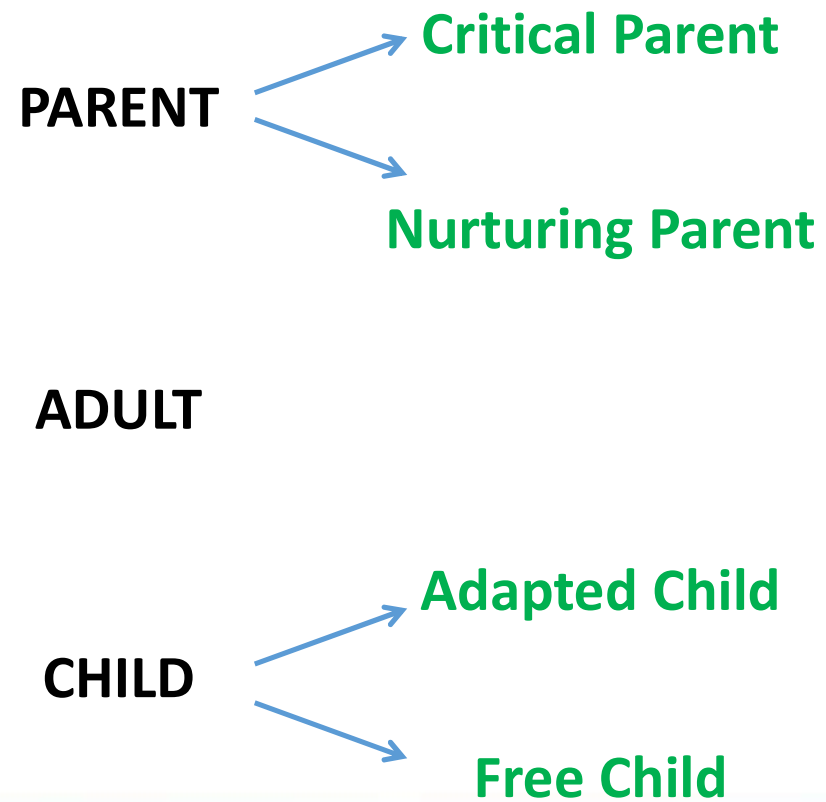 Critical Parent
PARENT
Nurturing Parent
ADULT
Adapted Child
CHILD
Free Child